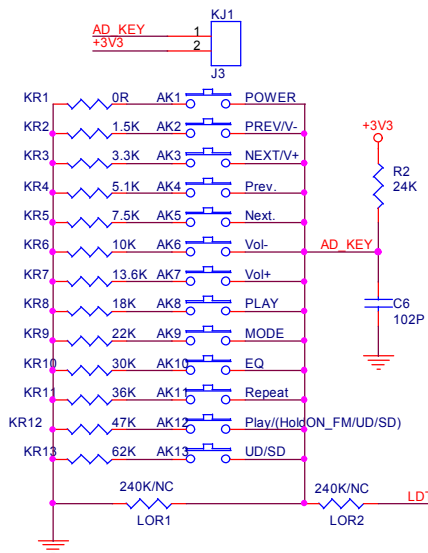 KJ1
AD_KEY 1
+3V3 2
J3
KR1 0R AK1 POWER
KR2 1.5K AK2 PREV/V-
KR3 3.3K AK3 NEXT/V+
KR4 5.1K AK4 Prev.
KR5 7.5K AK5 Next.
KR6 10K AK6 Vol-
KR7 13.6K AK7 Vol+
KR8 18K AK8 PLAY
KR9 22K AK9 MODE
KR10 30K AK10 EQ
KR11 36K AK11 Repeat
KR12 47K AK12 Play/(HoldON_FM/UD/SD)
KR13 62K AK13 UD/SD
+3V3
R2
24K
AD_KEY
C6
102P
240K/NC
LOR1
240K/NC
LOR2